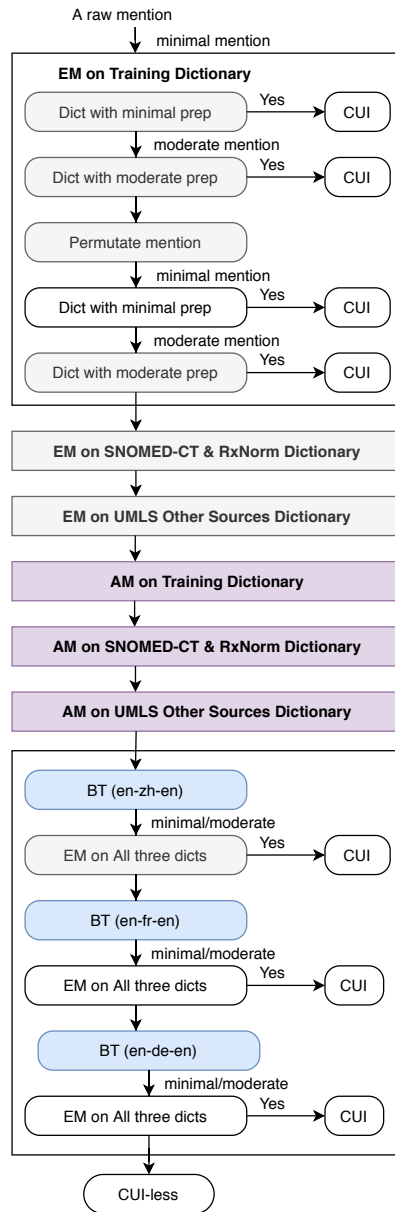 A raw mention
minimal mention
EM on Training Dictionary
Dict with minimal prep
Yes
CUI
moderate mention
Dict with moderate prep
Yes
CUI
Permutate mention
minimal mention
Dict with minimal prep
Yes
CUI
moderate mention
Dict with moderate prep
Yes
CUI
EM on SNOMED-CT & RxNorm Dictionary
EM on UMLS Other Sources Dictionary
AM on Training Dictionary
AM on SNOMED-CT & RxNorm Dictionary
AM on UMLS Other Sources Dictionary
BT (en-zh-en)
minimal/moderate
EM on All three dicts
Yes
CUI
BT (en-fr-en)
minimal/moderate
EM on All three dicts
Yes
CUI
BT (en-de-en)
minimal/moderate
EM on All three dicts
Yes
CUI
CUI-less